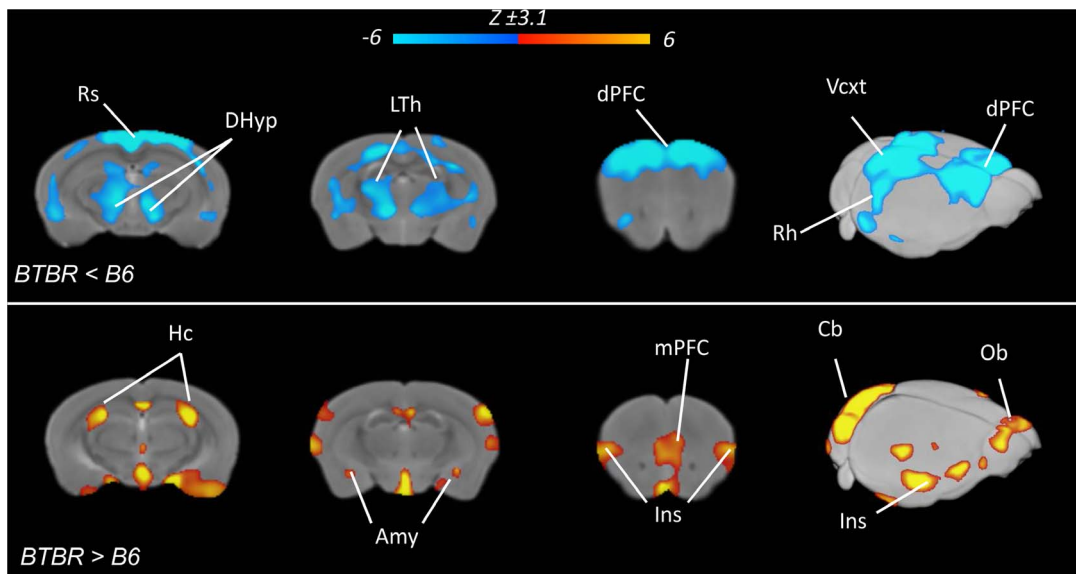 Z ±3.1
-6 6
Rs
DHyp
LTh
dPFC
Vcxt
dPFC
Rh
BTBR < B6
Hc
Amy
mPFC
Ins
Cb
Ob
Ins
BTBR > B6